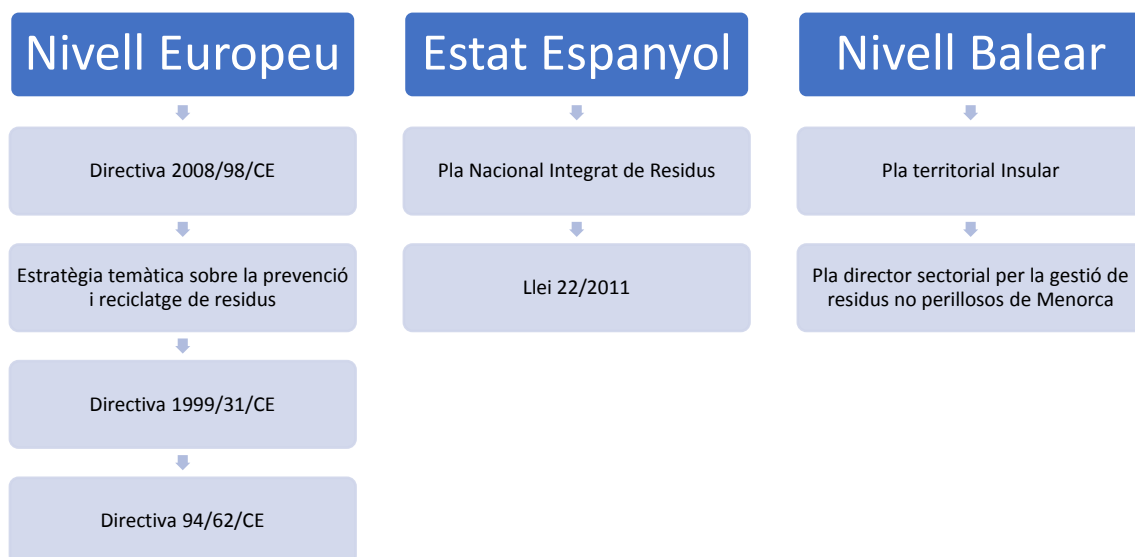 Nivell Europeu
Directiva 2008/98/CE
Estratègia temàtica sobre la prevenció
i reciclatge de residus
Directiva 1999/31/CE
Directiva 94/62/CE
Estat Espanyol
Pla Nacional Integrat de Residus
Llei 22/2011
Nivell Balear
Pla territorial Insular
Pla director sectorial per la gestió de
residus no perillosos de Menorca